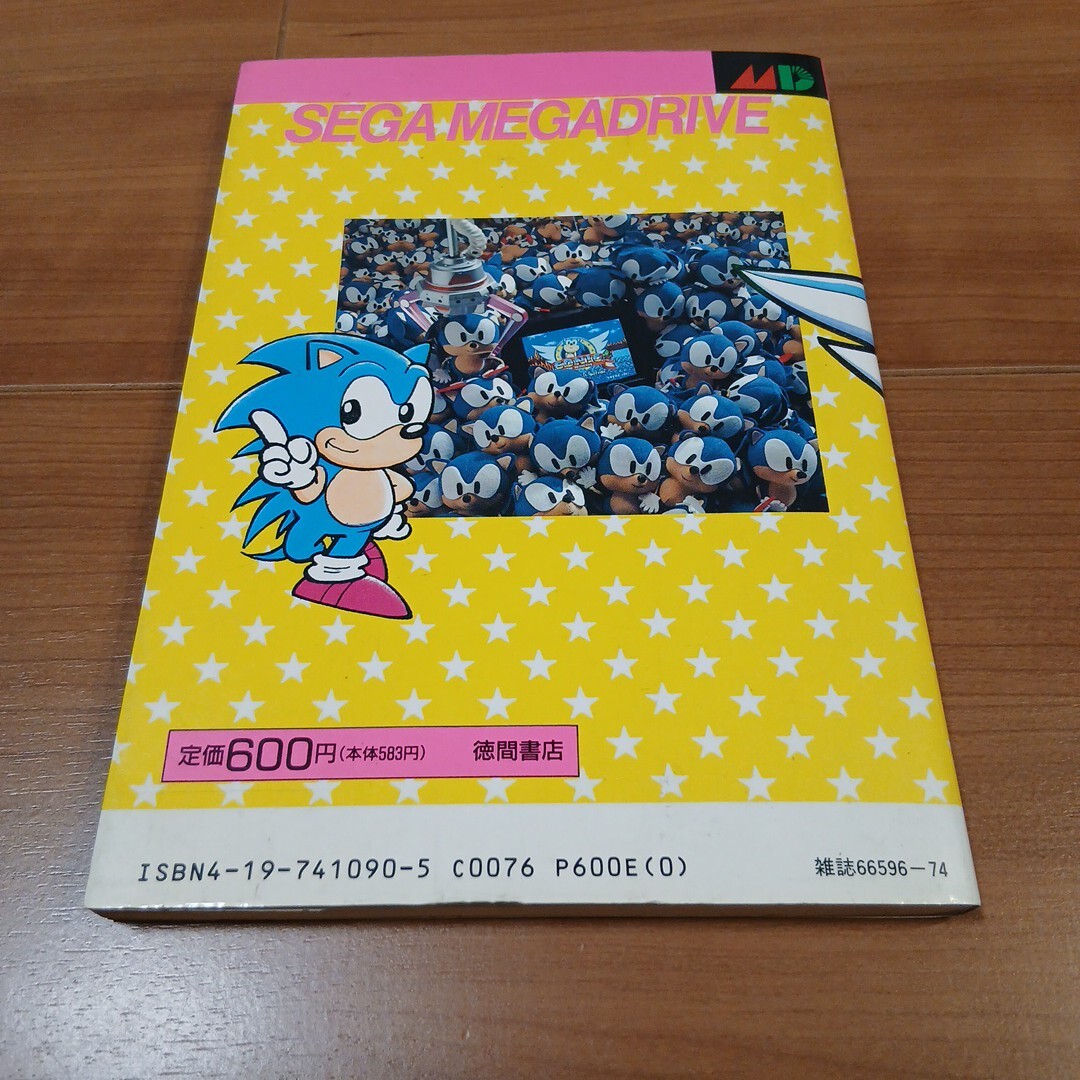 MD
SEGA MEGADRIVE
定価600円(本体583円) 徳間書店
ISBN4-19-741090-5 C0076 P600E(0)
雑誌66596-74